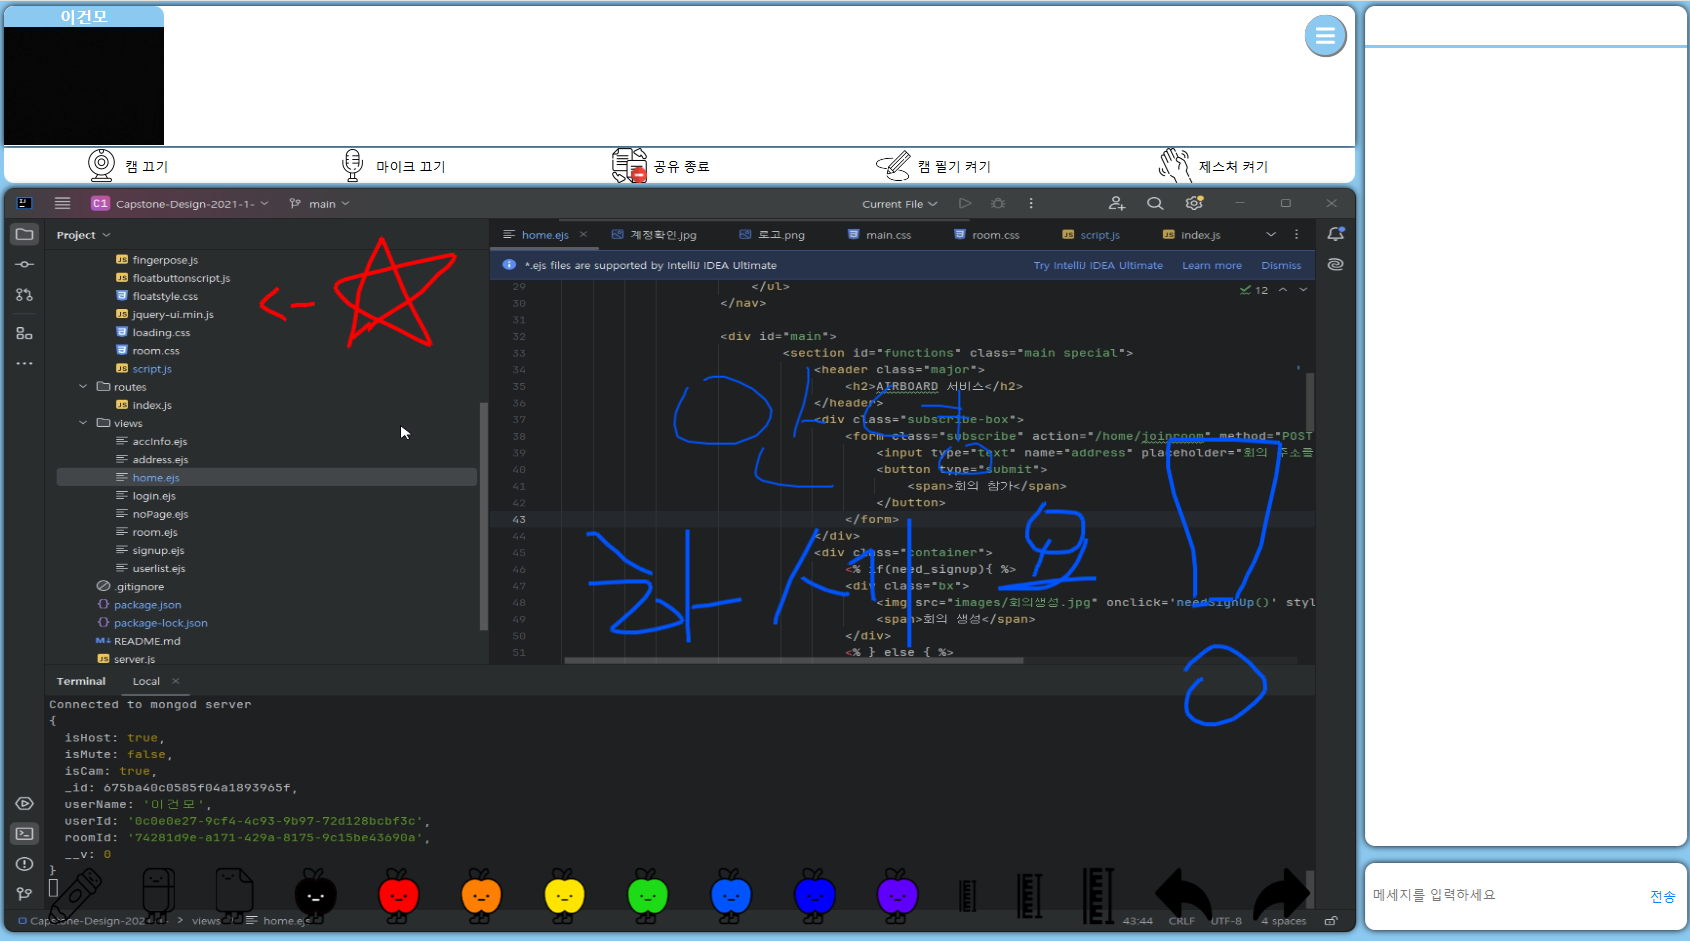 이건모
캠 끄기
마이크 끄기
공유 종료
캠 필기 켜기
제스처 켜기
C1 Capstone-Design-2021-1-
main
Current File
Project
home.ejs
계정확인.jpg
로고.png
main.css
room.css
script.js
index.js
*.ejs files are supported by IntelliJ IDEA Ultimate
Try IntelliJ IDEA Ultimate
Learn more
Dismiss
fingerpose.js
floatbuttonscript.js
floatstyle.css
jquery-ui.min.js
loading.css
room.css
script.js
routes
index.js
views
accInfo.ejs
address.ejs
home.ejs
login.ejs
noPage.ejs
room.ejs
signup.ejs
userlist.ejs
.gitignore
package.json
package-lock.json
README.md
server.js
12
29 </ul>
30 </nav>
31
32 <div id="main">
33 <section id="functions" class="main special">
34 <header class="major">
35 <h2>AIRBOARD 서비스</h2>
36 </header>
37 <div class="subscribe-box">
38 <form class="subscribe" action="/home/joinroom" method="POST
39 <input type="text" name="address" placeholder="회의 주소를
40 <button type="submit">
41 <span>회의 참가</span>
42 </button>
43 </form>
44 </div>
45 <div class="container">
46 <% if(need_signup){ %>
47 <div class="bx">
48 <img src="images/회의생성.jpg" onclick='needSignUp()' styl
49 <span>회의 생성</span>
50 </div>
51 <% } else { %>
안녕
하세요!
Terminal
Local
Connected to mongod server
{
isHost: true,
isMute: false,
isCam: true,
_id: 675ba40c0585f04a1893965f,
userName: '이건모',
userId: '0c0e0e27-9cf4-4c93-9b97-72d128bcbf3c',
roomId: '74281d9e-a171-429a-8175-9c15be43690a',
__v: 0
}
views
43:44
CRLF
UTF-8
4 spaces
메세지를 입력하세요
전송